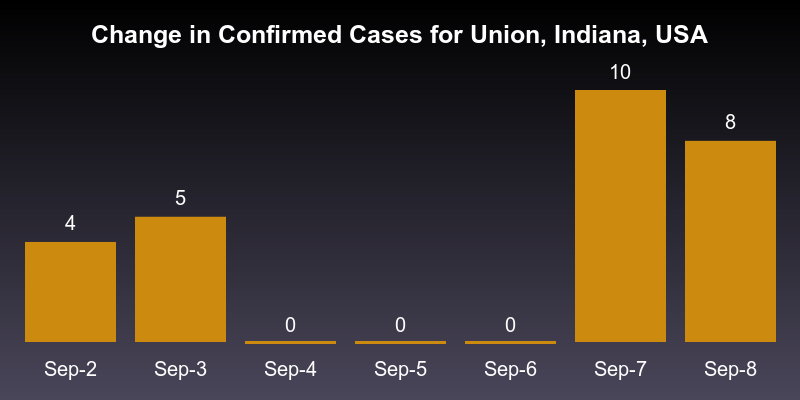 Change in Confirmed Cases for Union, Indiana, USA
4 5 0 0 0 10 8
Sep-2 Sep-3 Sep-4 Sep-5 Sep-6 Sep-7 Sep-8